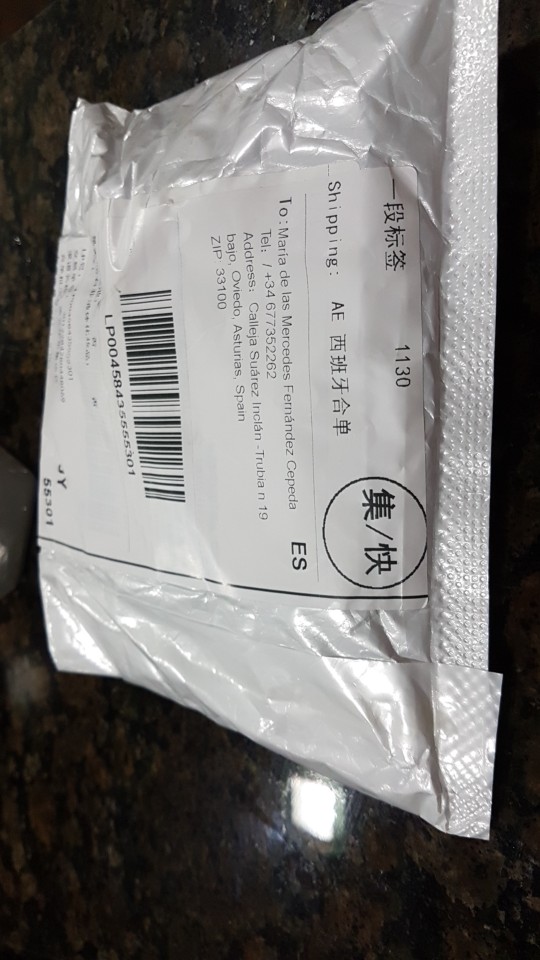 一段标签 1130
集/快
Shipping: AE 西班牙合单
To:María de las Mercedes Fernández Cepeda
ES
Tel: / +34 677352262
Address: Calleja Suárez Inclán -Trubia n 19
bajo, Oviedo, Asturias, Spain
ZIP 33100
LP00458435555301
JY
55301